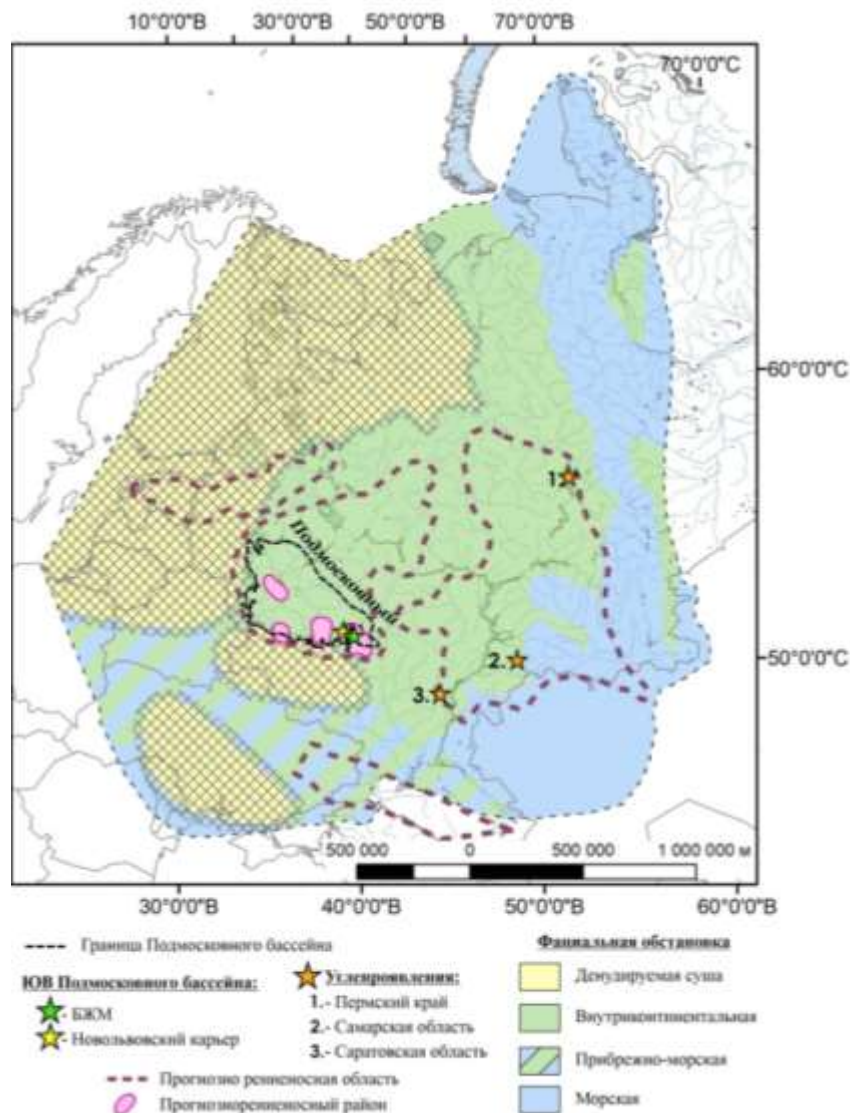 10°0'0"В 30°0'0"В 50°0'0"В 70°0'0"В
70°0'0"С
60°0'0"С
1
Подмосковный
2.
50°0'0"С
3.
500 000 0 500 000 1 000 000 м
30°0'0"В 40°0'0"В 50°0'0"В 60°0'0"В
Граница Подмосковного бассейна
ЮВ Подмосковного бассейна:
- БЖМ
- Новольвовский карьер
Углепроявления:
1.- Пермский край
2.- Самарская область
3.- Саратовская область
Прогнозно рениеносная область
Прогнознорениеносный район
Фациальная обстановка
Денудируемая суша
Внутриконтинентальная
Прибрежно-морская
Морская